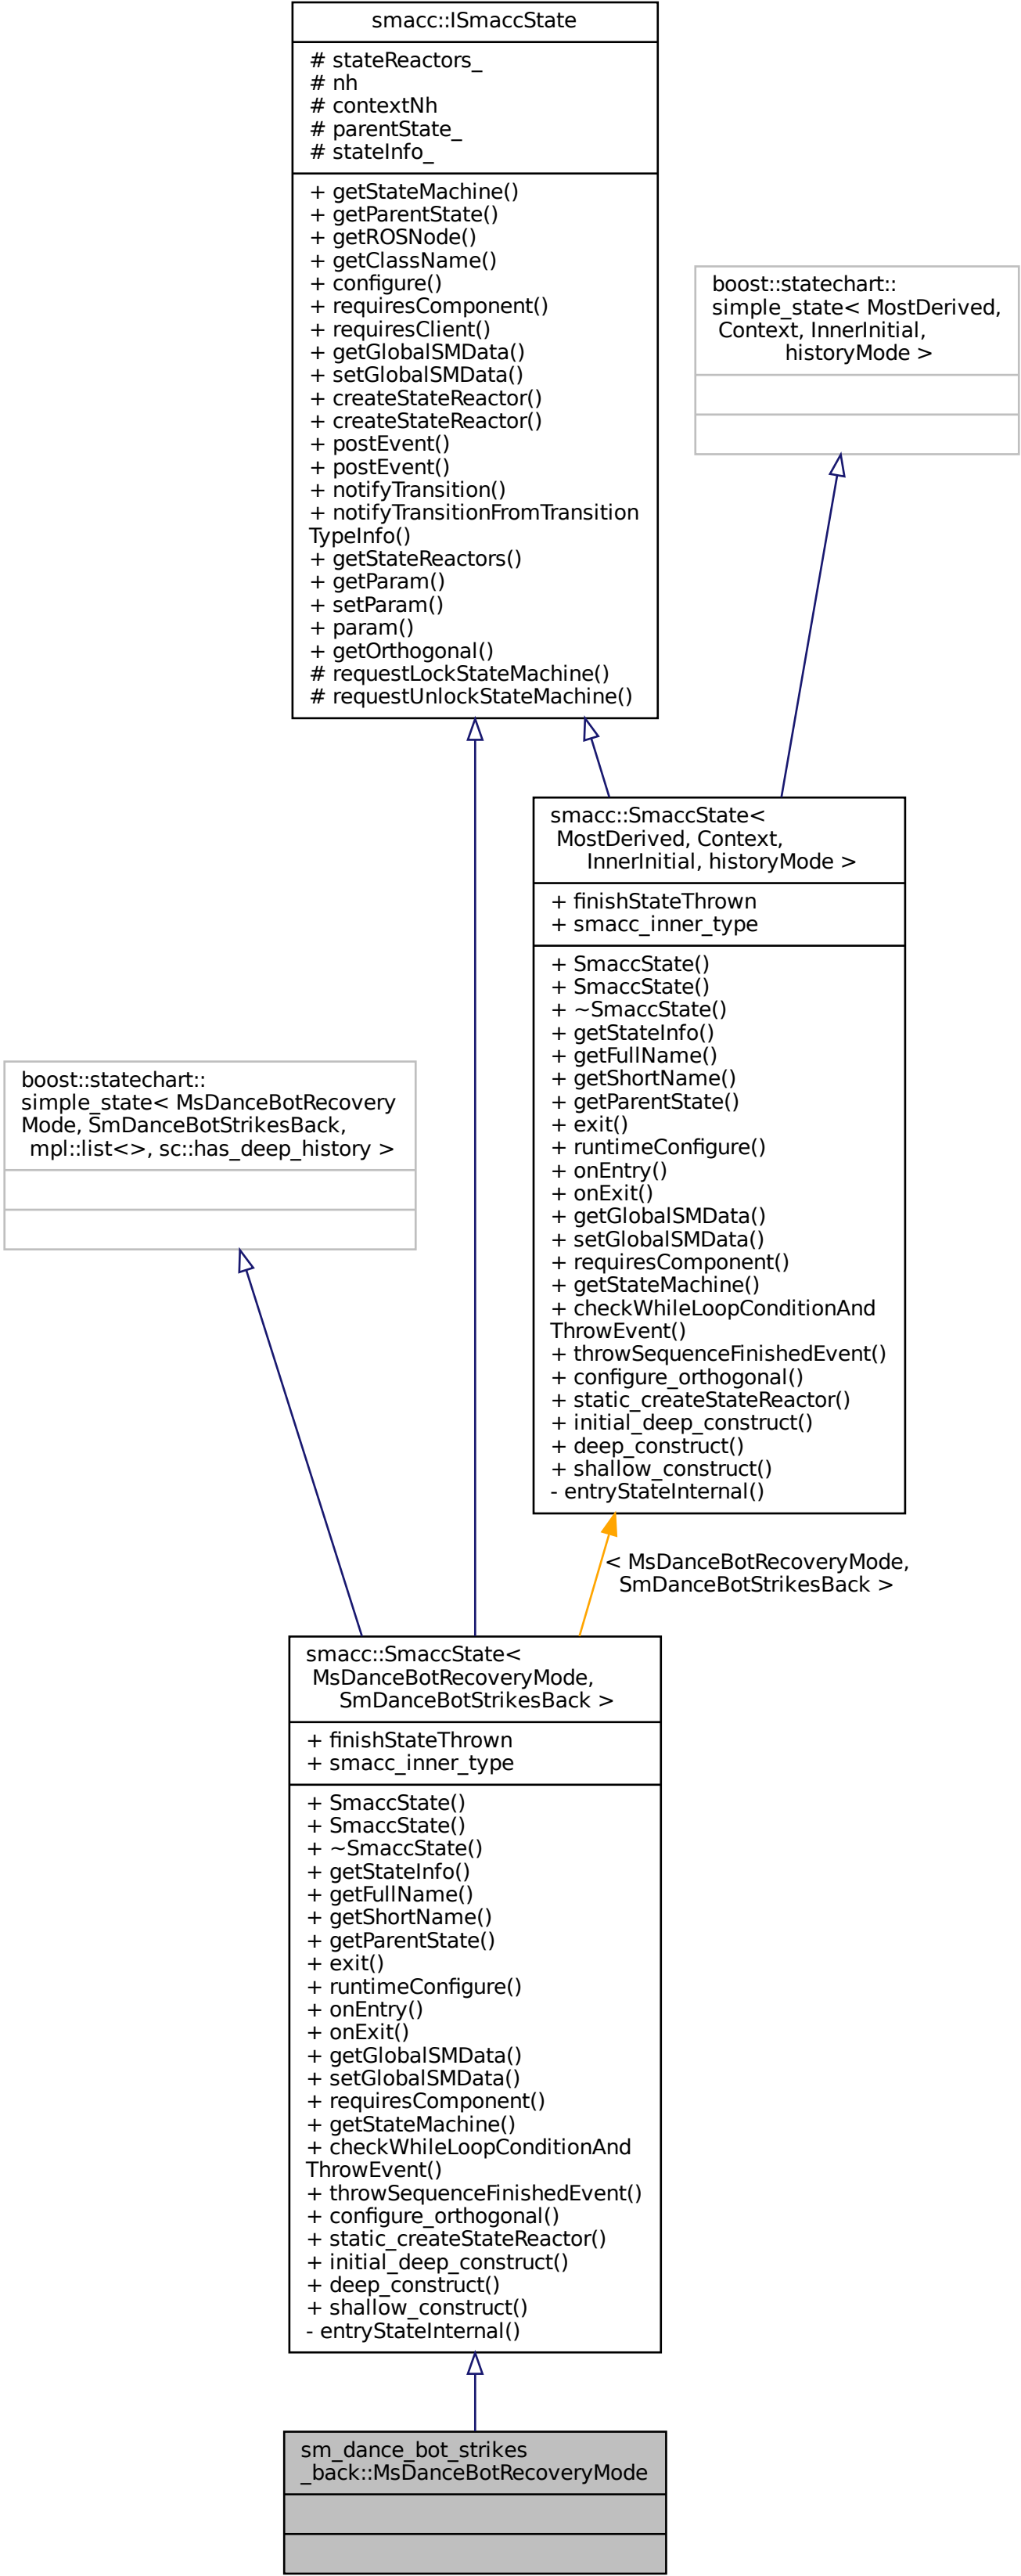 smacc::ISmaccState
# stateReactors_
# nh
# contextNh
# parentState_
# stateInfo_
+ getStateMachine()
+ getParentState()
+ getROSNode()
+ getClassName()
+ configure()
+ requiresComponent()
+ requiresClient()
+ getGlobalSMData()
+ setGlobalSMData()
+ createStateReactor()
+ createStateReactor()
+ postEvent()
+ postEvent()
+ notifyTransition()
+ notifyTransitionFromTransition
TypeInfo()
+ getStateReactors()
+ getParam()
+ setParam()
+ param()
+ getOrthogonal()
# requestLockStateMachine()
# requestUnlockStateMachine()
boost::statechart::
simple_state< MostDerived,
Context, InnerInitial,
historyMode >
smacc::SmaccState<
MostDerived, Context,
InnerInitial, historyMode >
+ finishStateThrown
+ smacc_inner_type
+ SmaccState()
+ SmaccState()
+ ~SmaccState()
+ getStateInfo()
+ getFullName()
+ getShortName()
+ getParentState()
+ exit()
+ runtimeConfigure()
+ onEntry()
+ onExit()
+ getGlobalSMData()
+ setGlobalSMData()
+ requiresComponent()
+ getStateMachine()
+ checkWhileLoopConditionAnd
ThrowEvent()
+ throwSequenceFinishedEvent()
+ configure_orthogonal()
+ static_createStateReactor()
+ initial_deep_construct()
+ deep_construct()
+ shallow_construct()
- entryStateInternal()
boost::statechart::
simple_state< MsDanceBotRecovery
Mode, SmDanceBotStrikesBack,
mpl::list<>, sc::has_deep_history >
< MsDanceBotRecoveryMode,
SmDanceBotStrikesBack >
smacc::SmaccState<
MsDanceBotRecoveryMode,
SmDanceBotStrikesBack >
+ finishStateThrown
+ smacc_inner_type
+ SmaccState()
+ SmaccState()
+ ~SmaccState()
+ getStateInfo()
+ getFullName()
+ getShortName()
+ getParentState()
+ exit()
+ runtimeConfigure()
+ onEntry()
+ onExit()
+ getGlobalSMData()
+ setGlobalSMData()
+ requiresComponent()
+ getStateMachine()
+ checkWhileLoopConditionAnd
ThrowEvent()
+ throwSequenceFinishedEvent()
+ configure_orthogonal()
+ static_createStateReactor()
+ initial_deep_construct()
+ deep_construct()
+ shallow_construct()
- entryStateInternal()
sm_dance_bot_strikes
_back::MsDanceBotRecoveryMode